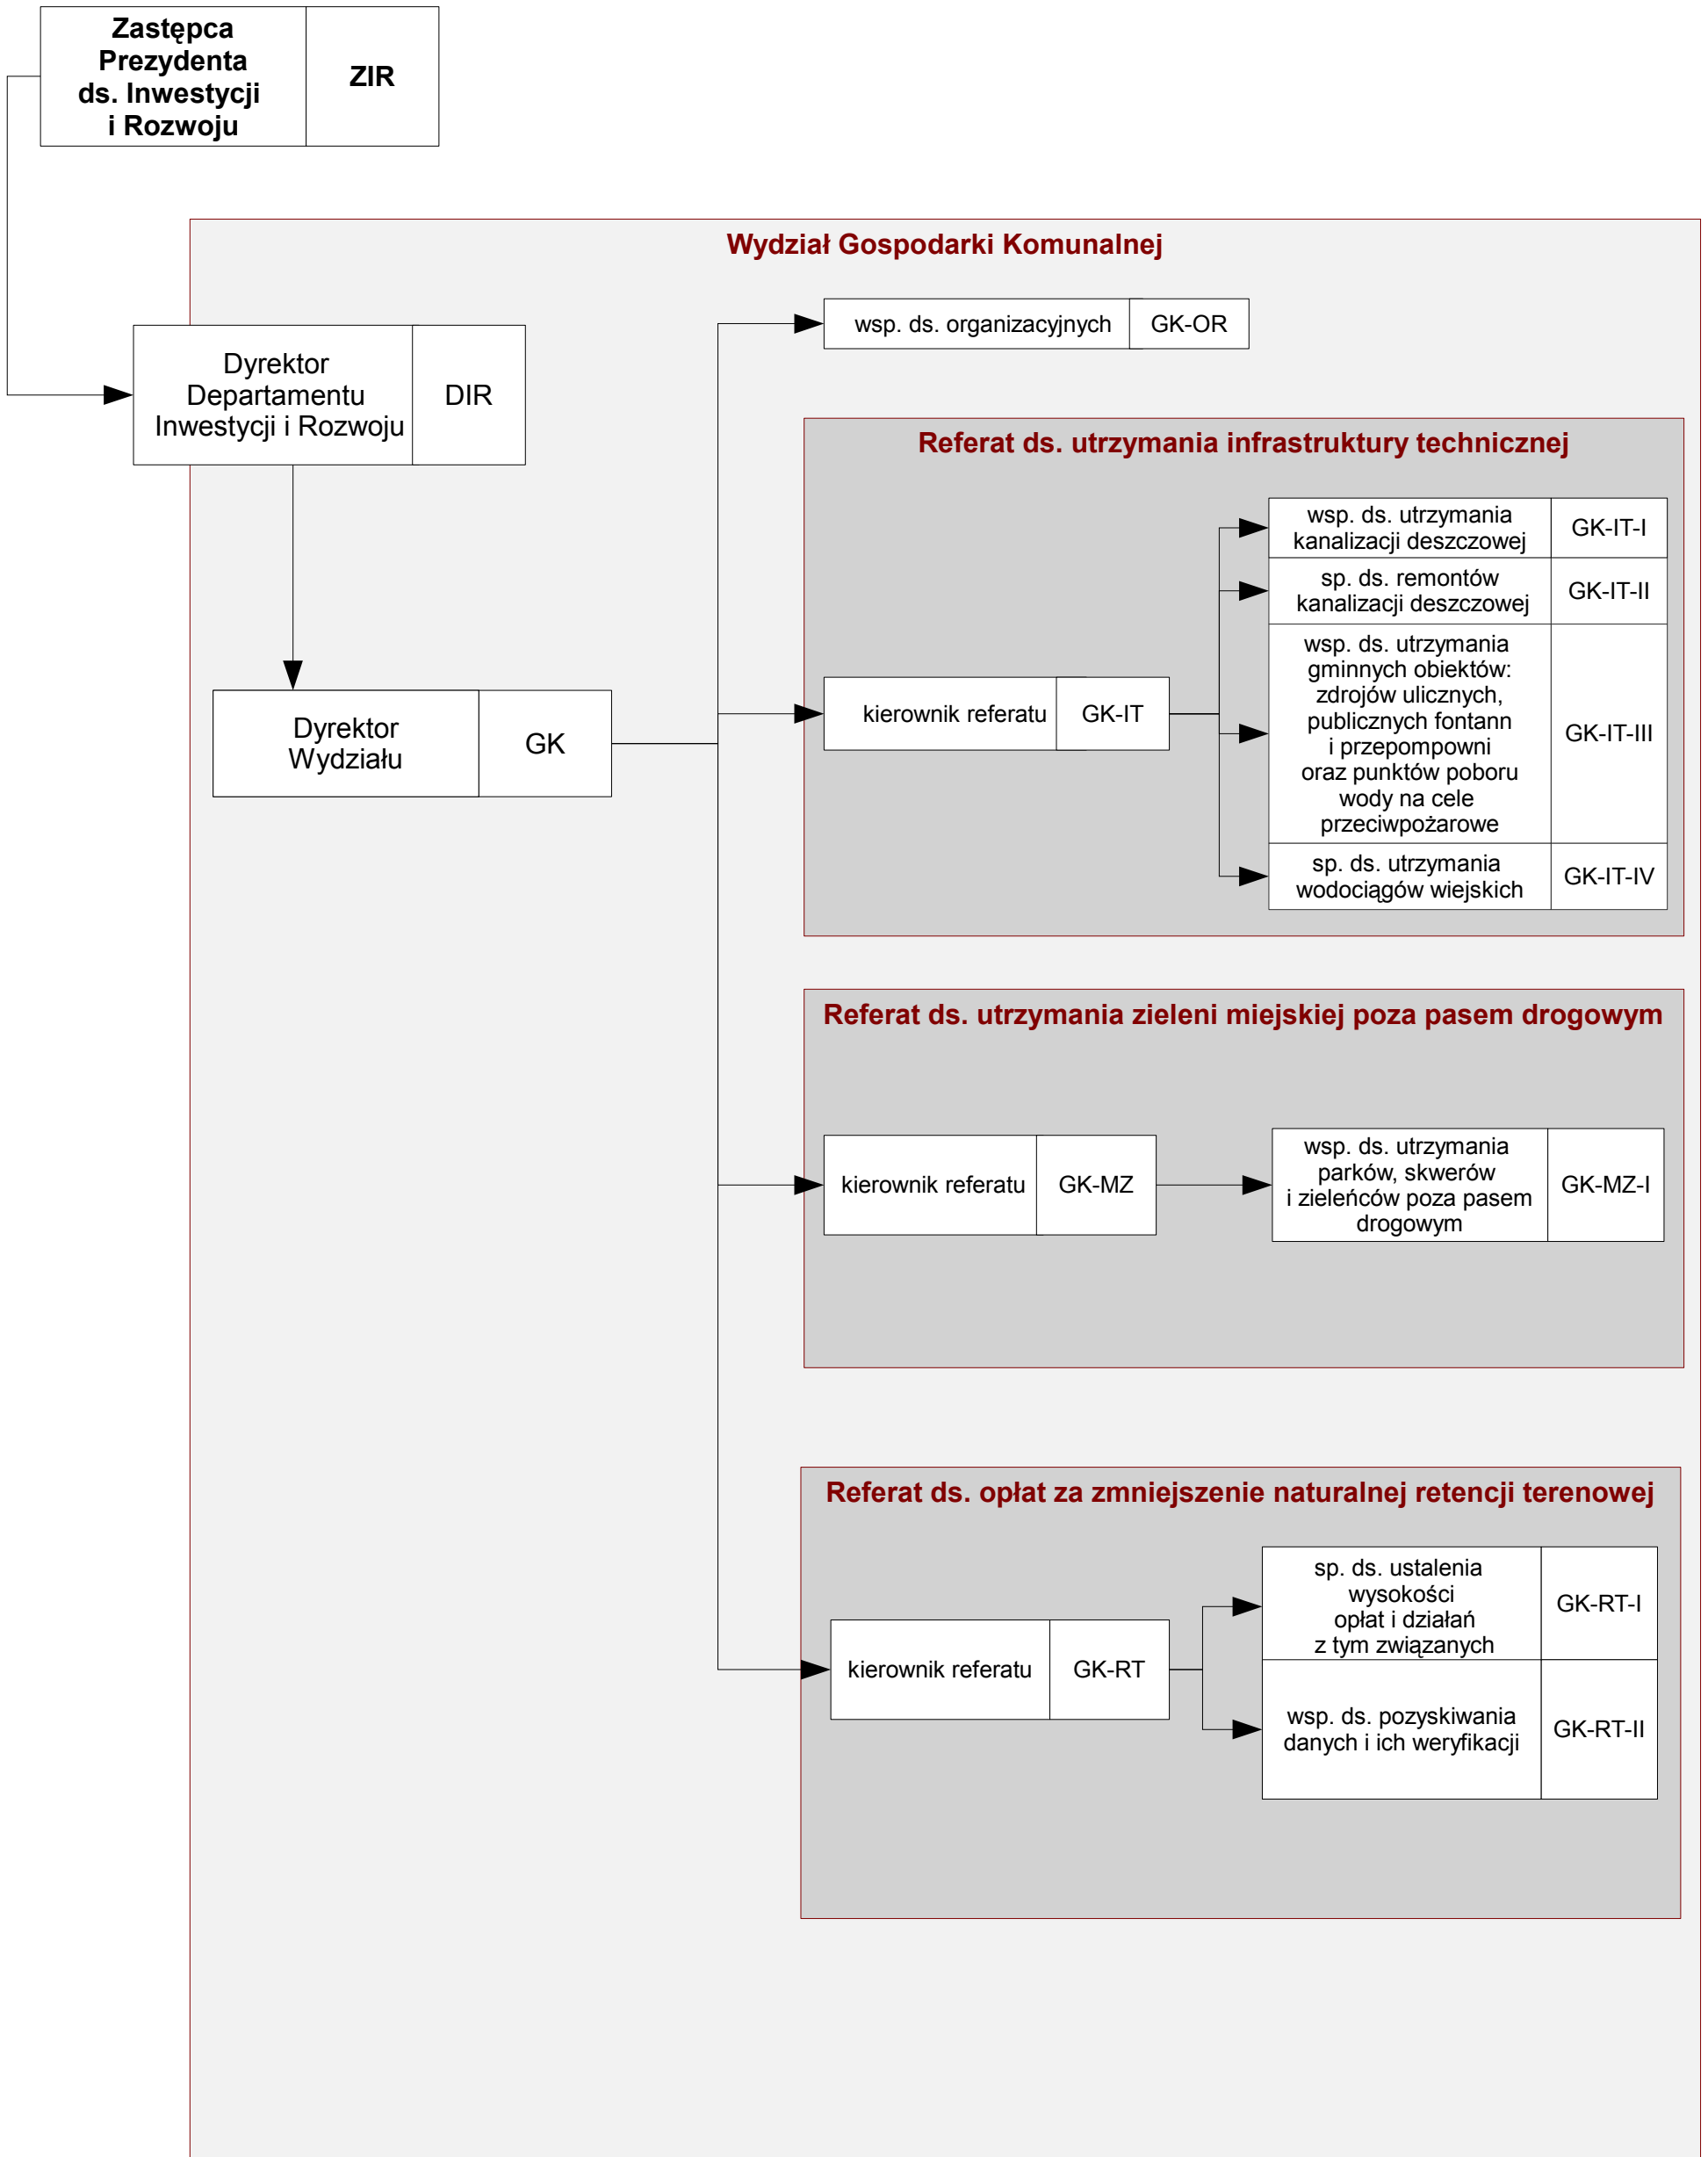 Zastępca
Prezydenta
ds. Inwestycji
i Rozwoju
ZIR
Wydział Gospodarki Komunalnej
wsp. ds. organizacyjnych
GK-OR
Dyrektor
Departamentu
Inwestycji i Rozwoju
DIR
Referat ds. utrzymania infrastruktury technicznej
wsp. ds. utrzymania
kanalizacji deszczowej
GK-IT-I
sp. ds. remontów
kanalizacji deszczowej
GK-IT-II
Dyrektor
Wydziału
GK
kierownik referatu
GK-IT
wsp. ds. utrzymania
gminnych obiektów:
zdrojów ulicznych,
publicznych fontann
i przepompowni
oraz punktów poboru
wody na cele
przeciwpożarowe
GK-IT-III
sp. ds. utrzymania
wodociągów wiejskich
GK-IT-IV
Referat ds. utrzymania zieleni miejskiej poza pasem drogowym
kierownik referatu
GK-MZ
wsp. ds. utrzymania
parków, skwerów
i zieleńców poza pasem
drogowym
GK-MZ-I
Referat ds. opłat za zmniejszenie naturalnej retencji terenowej
kierownik referatu
GK-RT
sp. ds. ustalenia
wysokości
opłat i działań
z tym związanych
GK-RT-I
wsp. ds. pozyskiwania
danych i ich weryfikacji
GK-RT-II